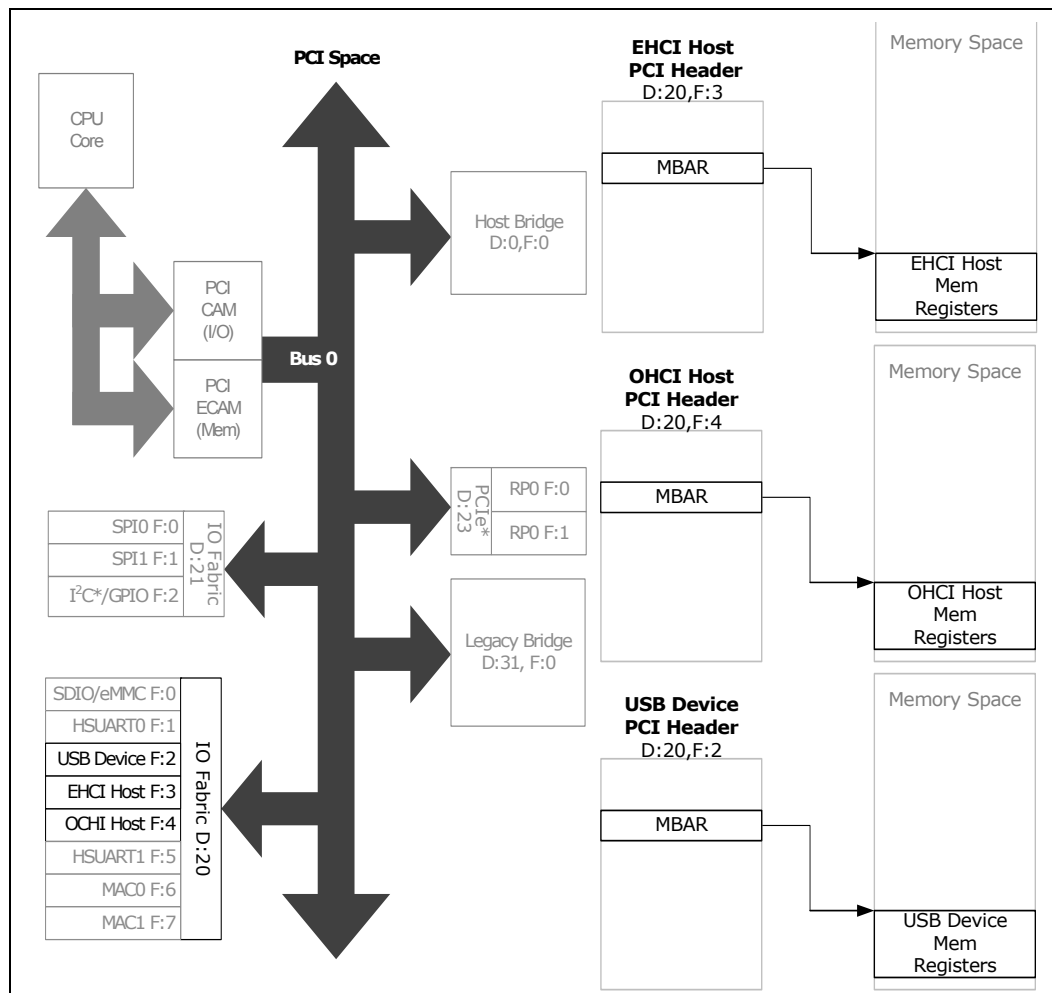 PCI Space
CPU
Core
PCI
CAM
(I/O)
PCI
ECAM
(Mem)
Bus 0
Host Bridge
D:0,F:0
PCIe*
D:23
RP0 F:0
RP0 F:1
SPI0 F:0
SPI1 F:1
I²C*/GPIO F:2
IO Fabric
D:21
Legacy Bridge
D:31, F:0
SDIO/eMMC F:0
HSUART0 F:1
USB Device F:2
EHCI Host F:3
OCHI Host F:4
HSUART1 F:5
MAC0 F:6
MAC1 F:7
IO Fabric D:20
EHCI Host
PCI Header
D:20,F:3
MBAR
Memory Space
EHCI Host
Mem
Registers
OHCI Host
PCI Header
D:20,F:4
MBAR
Memory Space
OHCI Host
Mem
Registers
USB Device
PCI Header
D:20,F:2
MBAR
Memory Space
USB Device
Mem
Registers